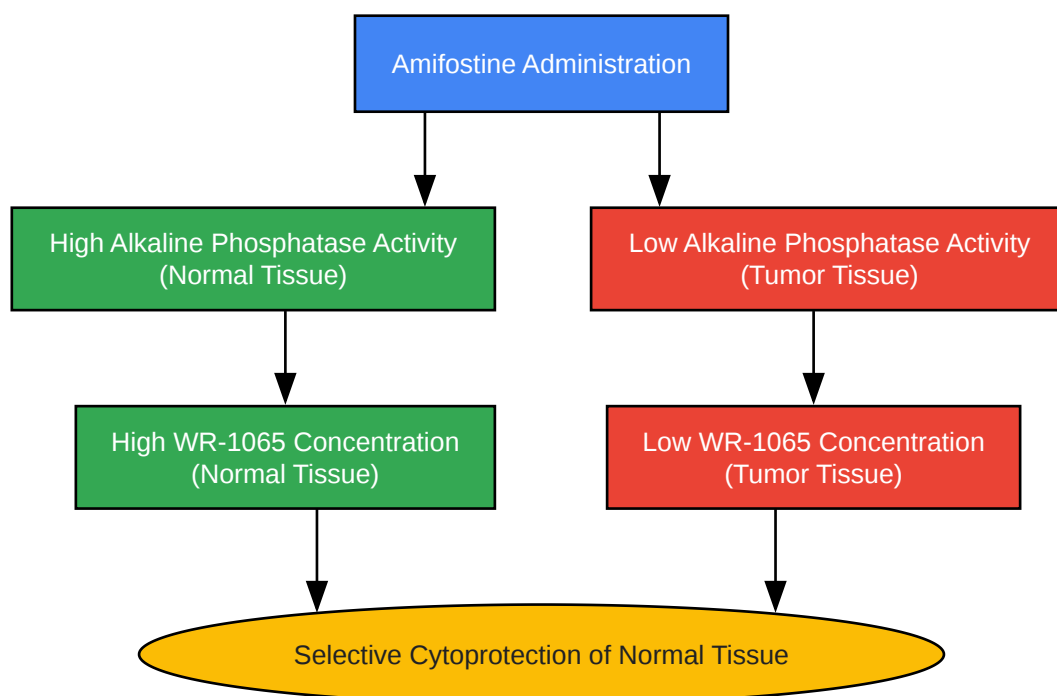 Amifostine Administration
High Alkaline Phosphatase Activity
(Normal Tissue)
Low Alkaline Phosphatase Activity
(Tumor Tissue)
High WR-1065 Concentration
(Normal Tissue)
Low WR-1065 Concentration
(Tumor Tissue)
Selective Cytoprotection of Normal Tissue